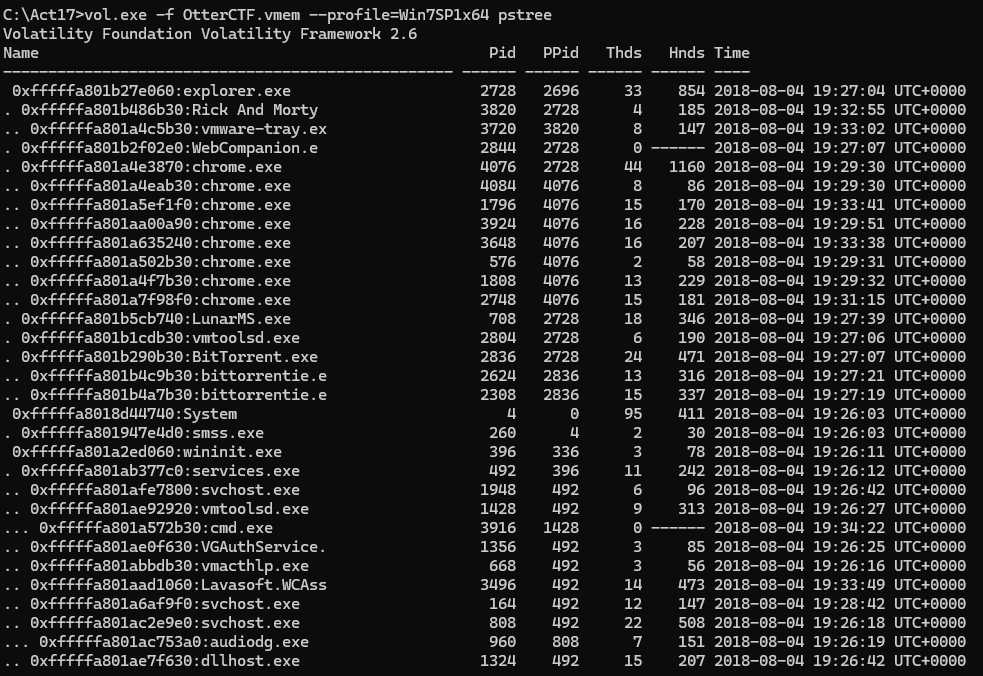 C:\Act17>vol.exe -f OtterCTF.vmem --profile=Win7SP1x64 pstree
Volatility Foundation Volatility Framework 2.6
Name                                                  Pid   PPid   Thds   Hnds Time
-------------------------------------------------- ------ ------ ------ ------ ----
 0xfffffa801b27e060:explorer.exe                     2728   2696     33    854 2018-08-04 19:27:04 UTC+0000
. 0xfffffa801b486b30:Rick And Morty                  3820   2728      4    185 2018-08-04 19:32:55 UTC+0000
.. 0xfffffa801a4c5b30:vmware-tray.ex                 3720   3820      8    147 2018-08-04 19:33:02 UTC+0000
. 0xfffffa801b2f02e0:WebCompanion.e                  2844   2728      0 ------ 2018-08-04 19:27:07 UTC+0000
. 0xfffffa801a4e3870:chrome.exe                      4076   2728     44   1160 2018-08-04 19:29:30 UTC+0000
.. 0xfffffa801a4eab30:chrome.exe                     4084   4076      8     86 2018-08-04 19:29:30 UTC+0000
.. 0xfffffa801a5ef1f0:chrome.exe                     1796   4076     15    170 2018-08-04 19:33:41 UTC+0000
.. 0xfffffa801aa00a90:chrome.exe                     3924   4076     16    228 2018-08-04 19:29:51 UTC+0000
.. 0xfffffa801a635240:chrome.exe                     3648   4076     16    207 2018-08-04 19:33:38 UTC+0000
.. 0xfffffa801a502b30:chrome.exe                      576   4076      2     58 2018-08-04 19:29:31 UTC+0000
.. 0xfffffa801a4f7b30:chrome.exe                     1808   4076     13    229 2018-08-04 19:29:32 UTC+0000
.. 0xfffffa801a7f98f0:chrome.exe                     2748   4076     15    181 2018-08-04 19:31:15 UTC+0000
. 0xfffffa801b5cb740:LunarMS.exe                      708   2728     18    346 2018-08-04 19:27:39 UTC+0000
. 0xfffffa801b1cdb30:vmtoolsd.exe                    2804   2728      6    190 2018-08-04 19:27:06 UTC+0000
. 0xfffffa801b290b30:BitTorrent.exe                  2836   2728     24    471 2018-08-04 19:27:07 UTC+0000
.. 0xfffffa801b4c9b30:bittorrentie.e                 2624   2836     13    316 2018-08-04 19:27:21 UTC+0000
.. 0xfffffa801b4a7b30:bittorrentie.e                 2308   2836     15    337 2018-08-04 19:27:19 UTC+0000
 0xfffffa8018d44740:System                              4      0     95    411 2018-08-04 19:26:03 UTC+0000
. 0xfffffa801947e4d0:smss.exe                         260      4      2     30 2018-08-04 19:26:03 UTC+0000
 0xfffffa801a2ed060:wininit.exe                       396    336      3     78 2018-08-04 19:26:11 UTC+0000
. 0xfffffa801ab377c0:services.exe                     492    396     11    242 2018-08-04 19:26:12 UTC+0000
.. 0xfffffa801afe7800:svchost.exe                    1948    492      6     96 2018-08-04 19:26:42 UTC+0000
.. 0xfffffa801ae92920:vmtoolsd.exe                   1428    492      9    313 2018-08-04 19:26:27 UTC+0000
... 0xfffffa801a572b30:cmd.exe                       3916   1428      0 ------ 2018-08-04 19:34:22 UTC+0000
.. 0xfffffa801ae0f630:VGAuthService.                 1356    492      3     85 2018-08-04 19:26:25 UTC+0000
.. 0xfffffa801abbdb30:vmacthlp.exe                    668    492      3     56 2018-08-04 19:26:16 UTC+0000
.. 0xfffffa801aad1060:Lavasoft.WCAss                 3496    492     14    473 2018-08-04 19:33:49 UTC+0000
.. 0xfffffa801a6af9f0:svchost.exe                     164    492     12    147 2018-08-04 19:28:42 UTC+0000
.. 0xfffffa801ac2e9e0:svchost.exe                     808    492     22    508 2018-08-04 19:26:18 UTC+0000
... 0xfffffa801ac753a0:audiodg.exe                    960    808      7    151 2018-08-04 19:26:19 UTC+0000
.. 0xfffffa801ae7f630:dllhost.exe                    1324    492     15    207 2018-08-04 19:26:42 UTC+0000